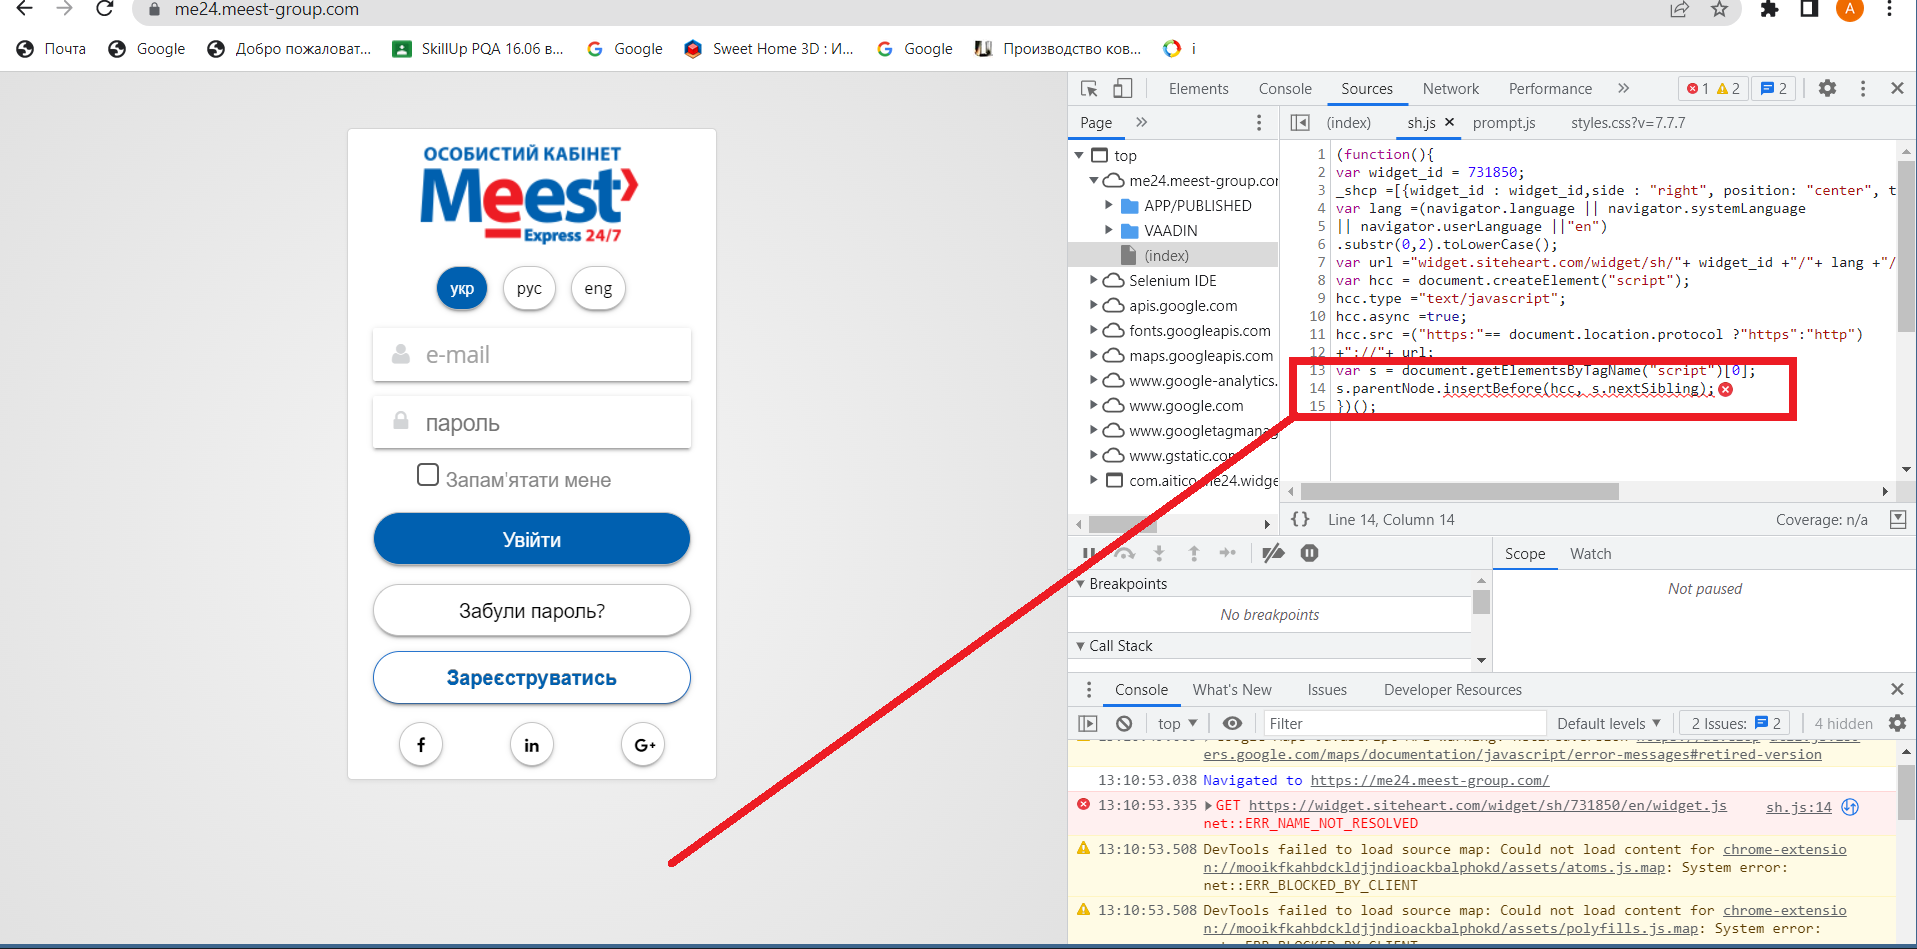 me24.meest-group.com
A
Почта
Google
Добро пожаловат...
SkillUp PQA 16.06 в...
Google
Sweet Home 3D : И...
Google
Производство ков...
i
ОСОБИСТИЙ КАБІНЕТ
Meest
Express 24/7
укр
рус
eng
e-mail
пароль
Запам'ятати мене
Увійти
Забули пароль?
Зареєструватись
f
in
G+
Elements Console Sources Network Performance » 1 2 2
Page »
top
me24.meest-group.co
APP/PUBLISHED
VAADIN
(index)
Selenium IDE
apis.google.com
fonts.googleapis.com
maps.googleapis.com
www.google-analytics.
www.google.com
www.googletagmanag
www.gstatic.co
com.aitico.me24.widge
(index) sh.js × prompt.js styles.css?v=7.7.7
1 (function(){
2 var widget_id = 731850;
3 _shcp =[{widget_id : widget_id,side : "right", position: "center", t
4 var lang =(navigator.language || navigator.systemLanguage
5 || navigator.userLanguage ||"en")
6 .substr(0,2).toLowerCase();
7 var url ="widget.siteheart.com/widget/sh/"+ widget_id +"/"+ lang +"/
8 var hcc = document.createElement("script");
9 hcc.type ="text/javascript";
10 hcc.async =true;
11 hcc.src =("https:"== document.location.protocol ?"https":"http")
12 +"://"+ url;
13 var s = document.getElementsByTagName("script")[0];
14 s.parentNode.insertBefore(hcc, s.nextSibling);
15 })();
{} Line 14, Column 14
Coverage: n/a
Breakpoints
No breakpoints
Call Stack
Scope Watch
Not paused
Console What's New Issues Developer Resources
top Filter Default levels 2 Issues: 2 4 hidden
ers.google.com/maps/documentation/javascript/error-messages#retired-version
13:10:53.038 Navigated to https://me24.meest-group.com/
13:10:53.335 GET https://widget.siteheart.com/widget/sh/731850/en/widget.js sh.js:14
net::ERR_NAME_NOT_RESOLVED
13:10:53.508 DevTools failed to load source map: Could not load content for chrome-extensio
n://mooikfkahbdckldjjndioackbalphokd/assets/atoms.js.map: System error:
net::ERR_BLOCKED_BY_CLIENT
13:10:53.508 DevTools failed to load source map: Could not load content for chrome-extensio
n://mooikfkahbdckldjjndioackbalphokd/assets/polyfills.js.map: System error: